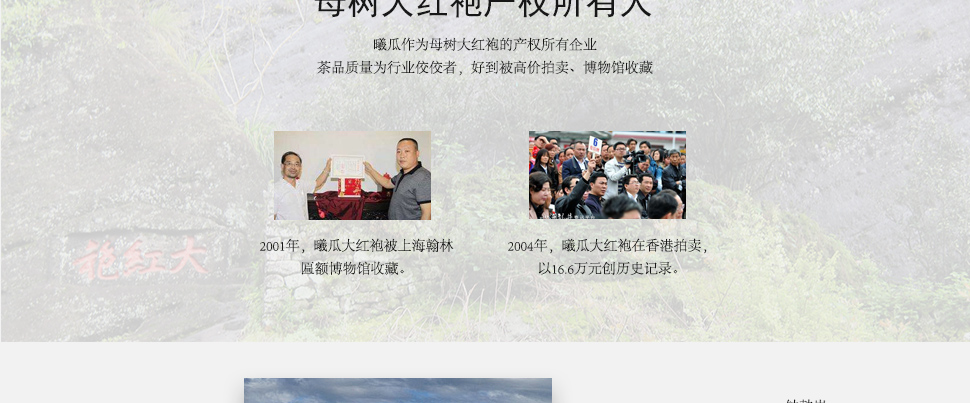 母树大红袍产权所有人
曦瓜作为母树大红袍的产权所有企业
茶品质量为行业佼佼者，好到被高价拍卖、博物馆收藏
6
2001年，曦瓜大红袍被上海翰林
匾额博物馆收藏。
2004年，曦瓜大红袍在香港拍卖，
以16.6万元创历史记录。
大红袍